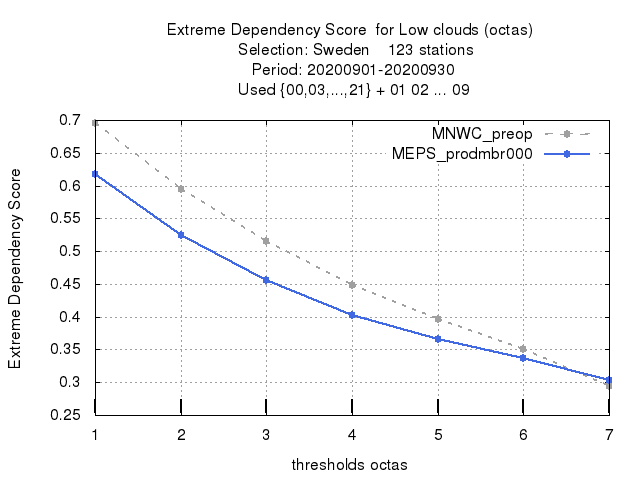 Extreme Dependency Score  for Low clouds (octas)
Selection: Sweden    123 stations
Period: 20200901-20200930
Used {00,03,...,21} + 01 02 ... 09
MNWC_preop
MEPS_prodmbr000
Extreme Dependency Score
0.7
0.65
0.6
0.55
0.5
0.45
0.4
0.35
0.3
0.25
1 2 3 4 5 6 7
thresholds octas